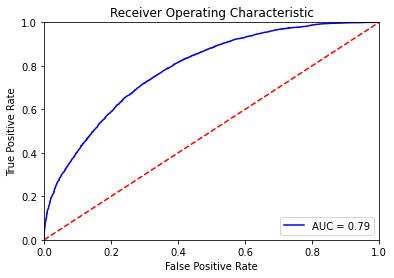 Receiver Operating Characteristic
1.0
0.8
0.6
0.4
0.2
0.0
True Positive Rate
AUC = 0.79
0.0 0.2 0.4 0.6 0.8 1.0
False Positive Rate